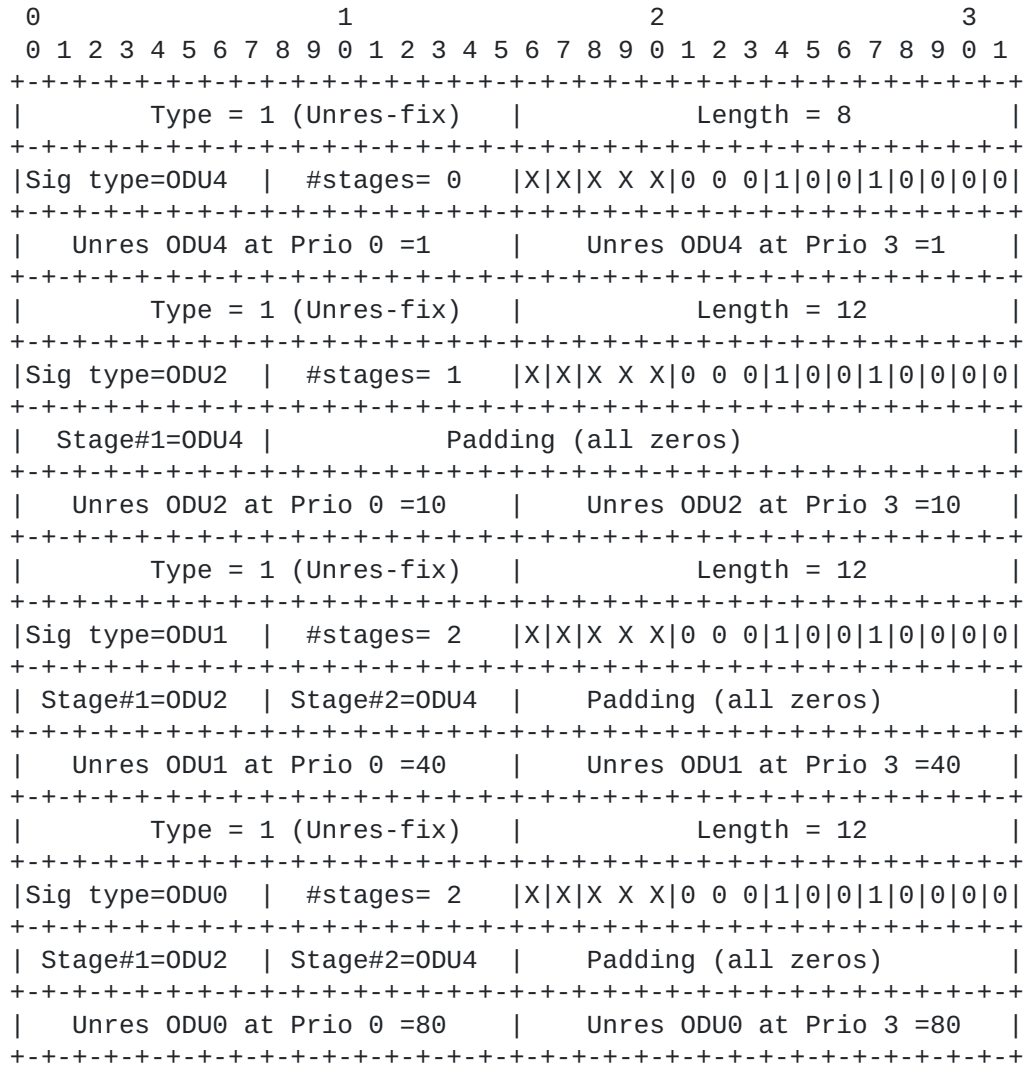 0                   1                   2                   3
 0 1 2 3 4 5 6 7 8 9 0 1 2 3 4 5 6 7 8 9 0 1 2 3 4 5 6 7 8 9 0 1
+-+-+-+-+-+-+-+-+-+-+-+-+-+-+-+-+-+-+-+-+-+-+-+-+-+-+-+-+-+-+-+-+
|        Type = 1 (Unres-fix)   |           Length = 8          |
+-+-+-+-+-+-+-+-+-+-+-+-+-+-+-+-+-+-+-+-+-+-+-+-+-+-+-+-+-+-+-+-+
|Sig type=ODU4  |  #stages= 0   |X|X|X X X|0 0 0|1|0|0|1|0|0|0|0|
+-+-+-+-+-+-+-+-+-+-+-+-+-+-+-+-+-+-+-+-+-+-+-+-+-+-+-+-+-+-+-+-+
|   Unres ODU4 at Prio 0 =1     |    Unres ODU4 at Prio 3 =1    |
+-+-+-+-+-+-+-+-+-+-+-+-+-+-+-+-+-+-+-+-+-+-+-+-+-+-+-+-+-+-+-+-+
|        Type = 1 (Unres-fix)   |           Length = 12         |
+-+-+-+-+-+-+-+-+-+-+-+-+-+-+-+-+-+-+-+-+-+-+-+-+-+-+-+-+-+-+-+-+
|Sig type=ODU2  |  #stages= 1   |X|X|X X X|0 0 0|1|0|0|1|0|0|0|0|
+-+-+-+-+-+-+-+-+-+-+-+-+-+-+-+-+-+-+-+-+-+-+-+-+-+-+-+-+-+-+-+-+
|  Stage#1=ODU4 |           Padding (all zeros)                 |
+-+-+-+-+-+-+-+-+-+-+-+-+-+-+-+-+-+-+-+-+-+-+-+-+-+-+-+-+-+-+-+-+
|   Unres ODU2 at Prio 0 =10    |    Unres ODU2 at Prio 3 =10   |
+-+-+-+-+-+-+-+-+-+-+-+-+-+-+-+-+-+-+-+-+-+-+-+-+-+-+-+-+-+-+-+-+
|        Type = 1 (Unres-fix)   |           Length = 12         |
+-+-+-+-+-+-+-+-+-+-+-+-+-+-+-+-+-+-+-+-+-+-+-+-+-+-+-+-+-+-+-+-+
|Sig type=ODU1  |  #stages= 2   |X|X|X X X|0 0 0|1|0|0|1|0|0|0|0|
+-+-+-+-+-+-+-+-+-+-+-+-+-+-+-+-+-+-+-+-+-+-+-+-+-+-+-+-+-+-+-+-+
| Stage#1=ODU2  | Stage#2=ODU4  |    Padding (all zeros)        |
+-+-+-+-+-+-+-+-+-+-+-+-+-+-+-+-+-+-+-+-+-+-+-+-+-+-+-+-+-+-+-+-+
|   Unres ODU1 at Prio 0 =40    |    Unres ODU1 at Prio 3 =40   |
+-+-+-+-+-+-+-+-+-+-+-+-+-+-+-+-+-+-+-+-+-+-+-+-+-+-+-+-+-+-+-+-+
|        Type = 1 (Unres-fix)   |           Length = 12         |
+-+-+-+-+-+-+-+-+-+-+-+-+-+-+-+-+-+-+-+-+-+-+-+-+-+-+-+-+-+-+-+-+
|Sig type=ODU0  |  #stages= 2   |X|X|X X X|0 0 0|1|0|0|1|0|0|0|0|
+-+-+-+-+-+-+-+-+-+-+-+-+-+-+-+-+-+-+-+-+-+-+-+-+-+-+-+-+-+-+-+-+
| Stage#1=ODU2  | Stage#2=ODU4  |    Padding (all zeros)        |
+-+-+-+-+-+-+-+-+-+-+-+-+-+-+-+-+-+-+-+-+-+-+-+-+-+-+-+-+-+-+-+-+
|   Unres ODU0 at Prio 0 =80    |    Unres ODU0 at Prio 3 =80   |
+-+-+-+-+-+-+-+-+-+-+-+-+-+-+-+-+-+-+-+-+-+-+-+-+-+-+-+-+-+-+-+-+